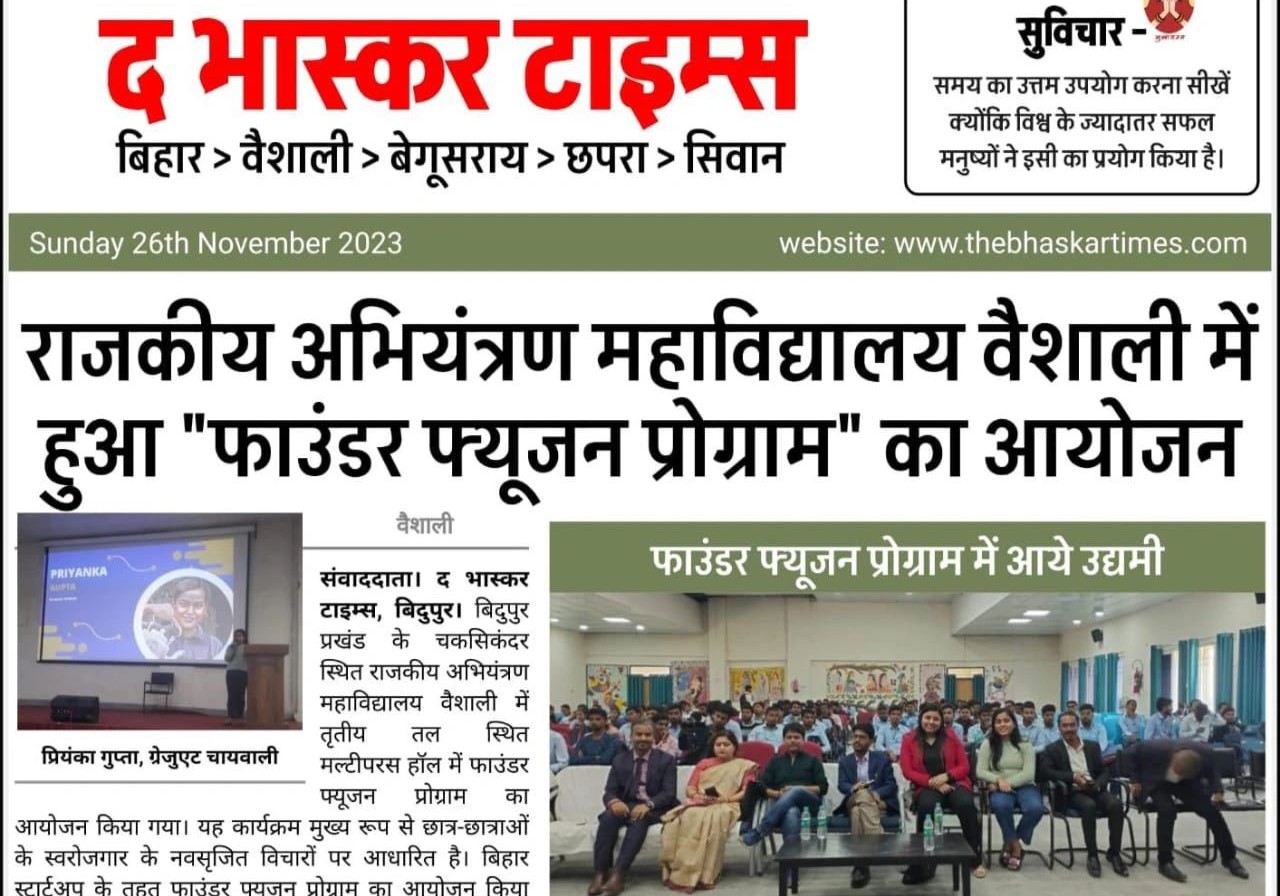 द भास्कर टाइम्स
बिहार > वैशाली > बेगूसराय > छपरा > सिवान
सुविचार -
समय का उत्तम उपयोग करना सीखें
क्योंकि विश्व के ज्यादातर सफल
मनुष्यों ने इसी का प्रयोग किया है।
Sunday 26th November 2023
website: www.thebhaskartimes.com
राजकीय अभियंत्रण महाविद्यालय वैशाली में
हुआ "फाउंडर फ्यूजन प्रोग्राम" का आयोजन
PRIYANKA
GUPTA
प्रियंका गुप्ता, ग्रेजुएट चायवाली
वैशाली
संवाददाता। द भास्कर
टाइम्स, बिदुपुर। बिदुपुर
प्रखंड के चकसिकंदर
स्थित राजकीय अभियंत्रण
महाविद्यालय वैशाली में
तृतीय तल स्थित
मल्टीपरस हॉल में फाउंडर
फ्यूजन प्रोग्राम का
आयोजन किया गया। यह कार्यक्रम मुख्य रूप से छात्र-छात्राओं
के स्वरोजगार के नवसृजित विचारों पर आधारित है। बिहार
स्टार्टअप के तहत फाउंडर फ्यूजन प्रोग्राम का आयोजन किया
फाउंडर फ्यूजन प्रोग्राम में आये उद्यमी